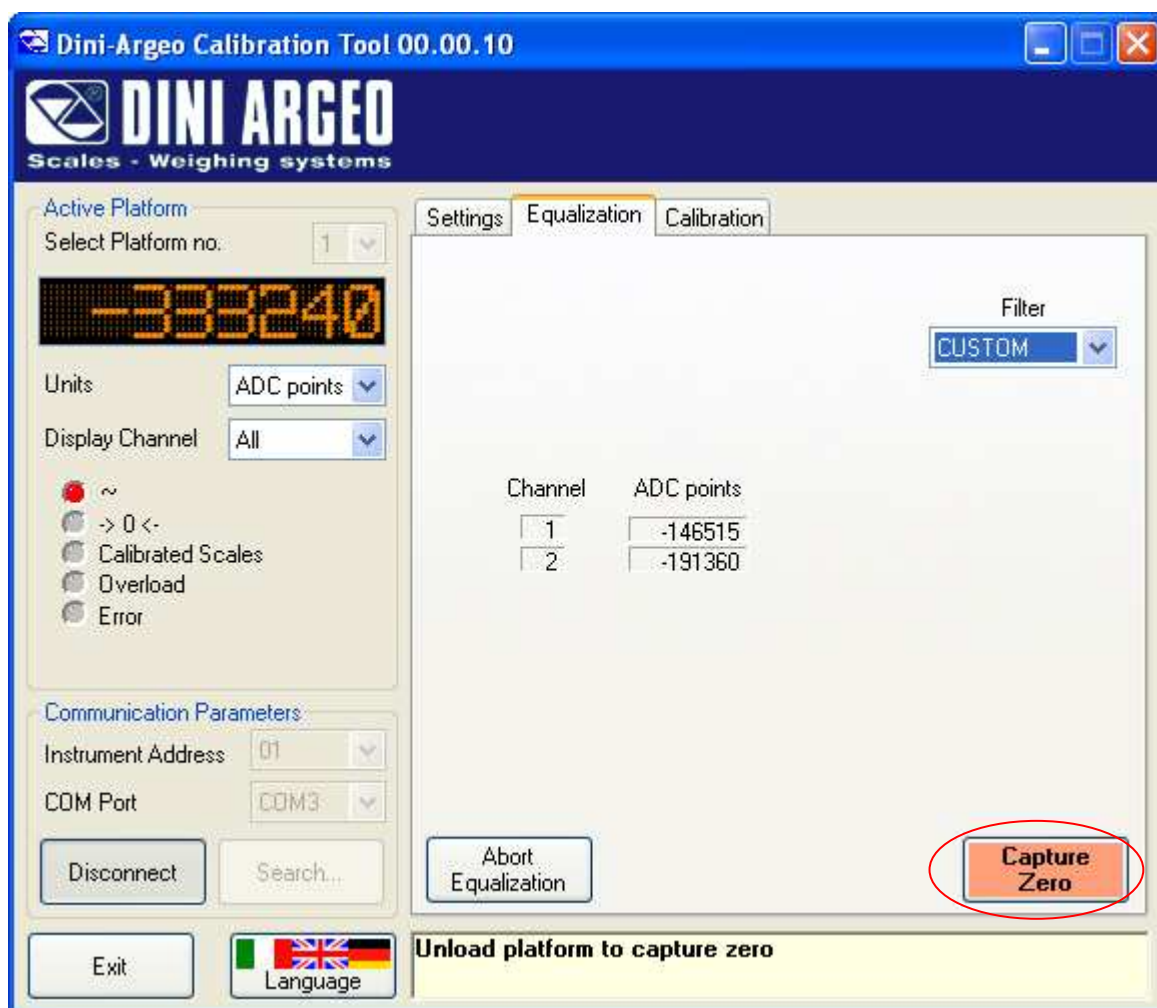 Dini-Argeo Calibration Tool 00.00.10
DINI ARGEO
Scales - Weighing systems
Active Platform
Select Platform no. 1
-333240
Units ADC points
Display Channel All
~
-> 0 <-
Calibrated Scales
Overload
Error
Communication Parameters
Instrument Address 01
COM Port COM3
Disconnect Search...
Exit Language
Settings Equalization Calibration
Filter
CUSTOM
Channel ADC points
1 -146515
2 -191360
Abort
Equalization
Capture
Zero
Unload platform to capture zero